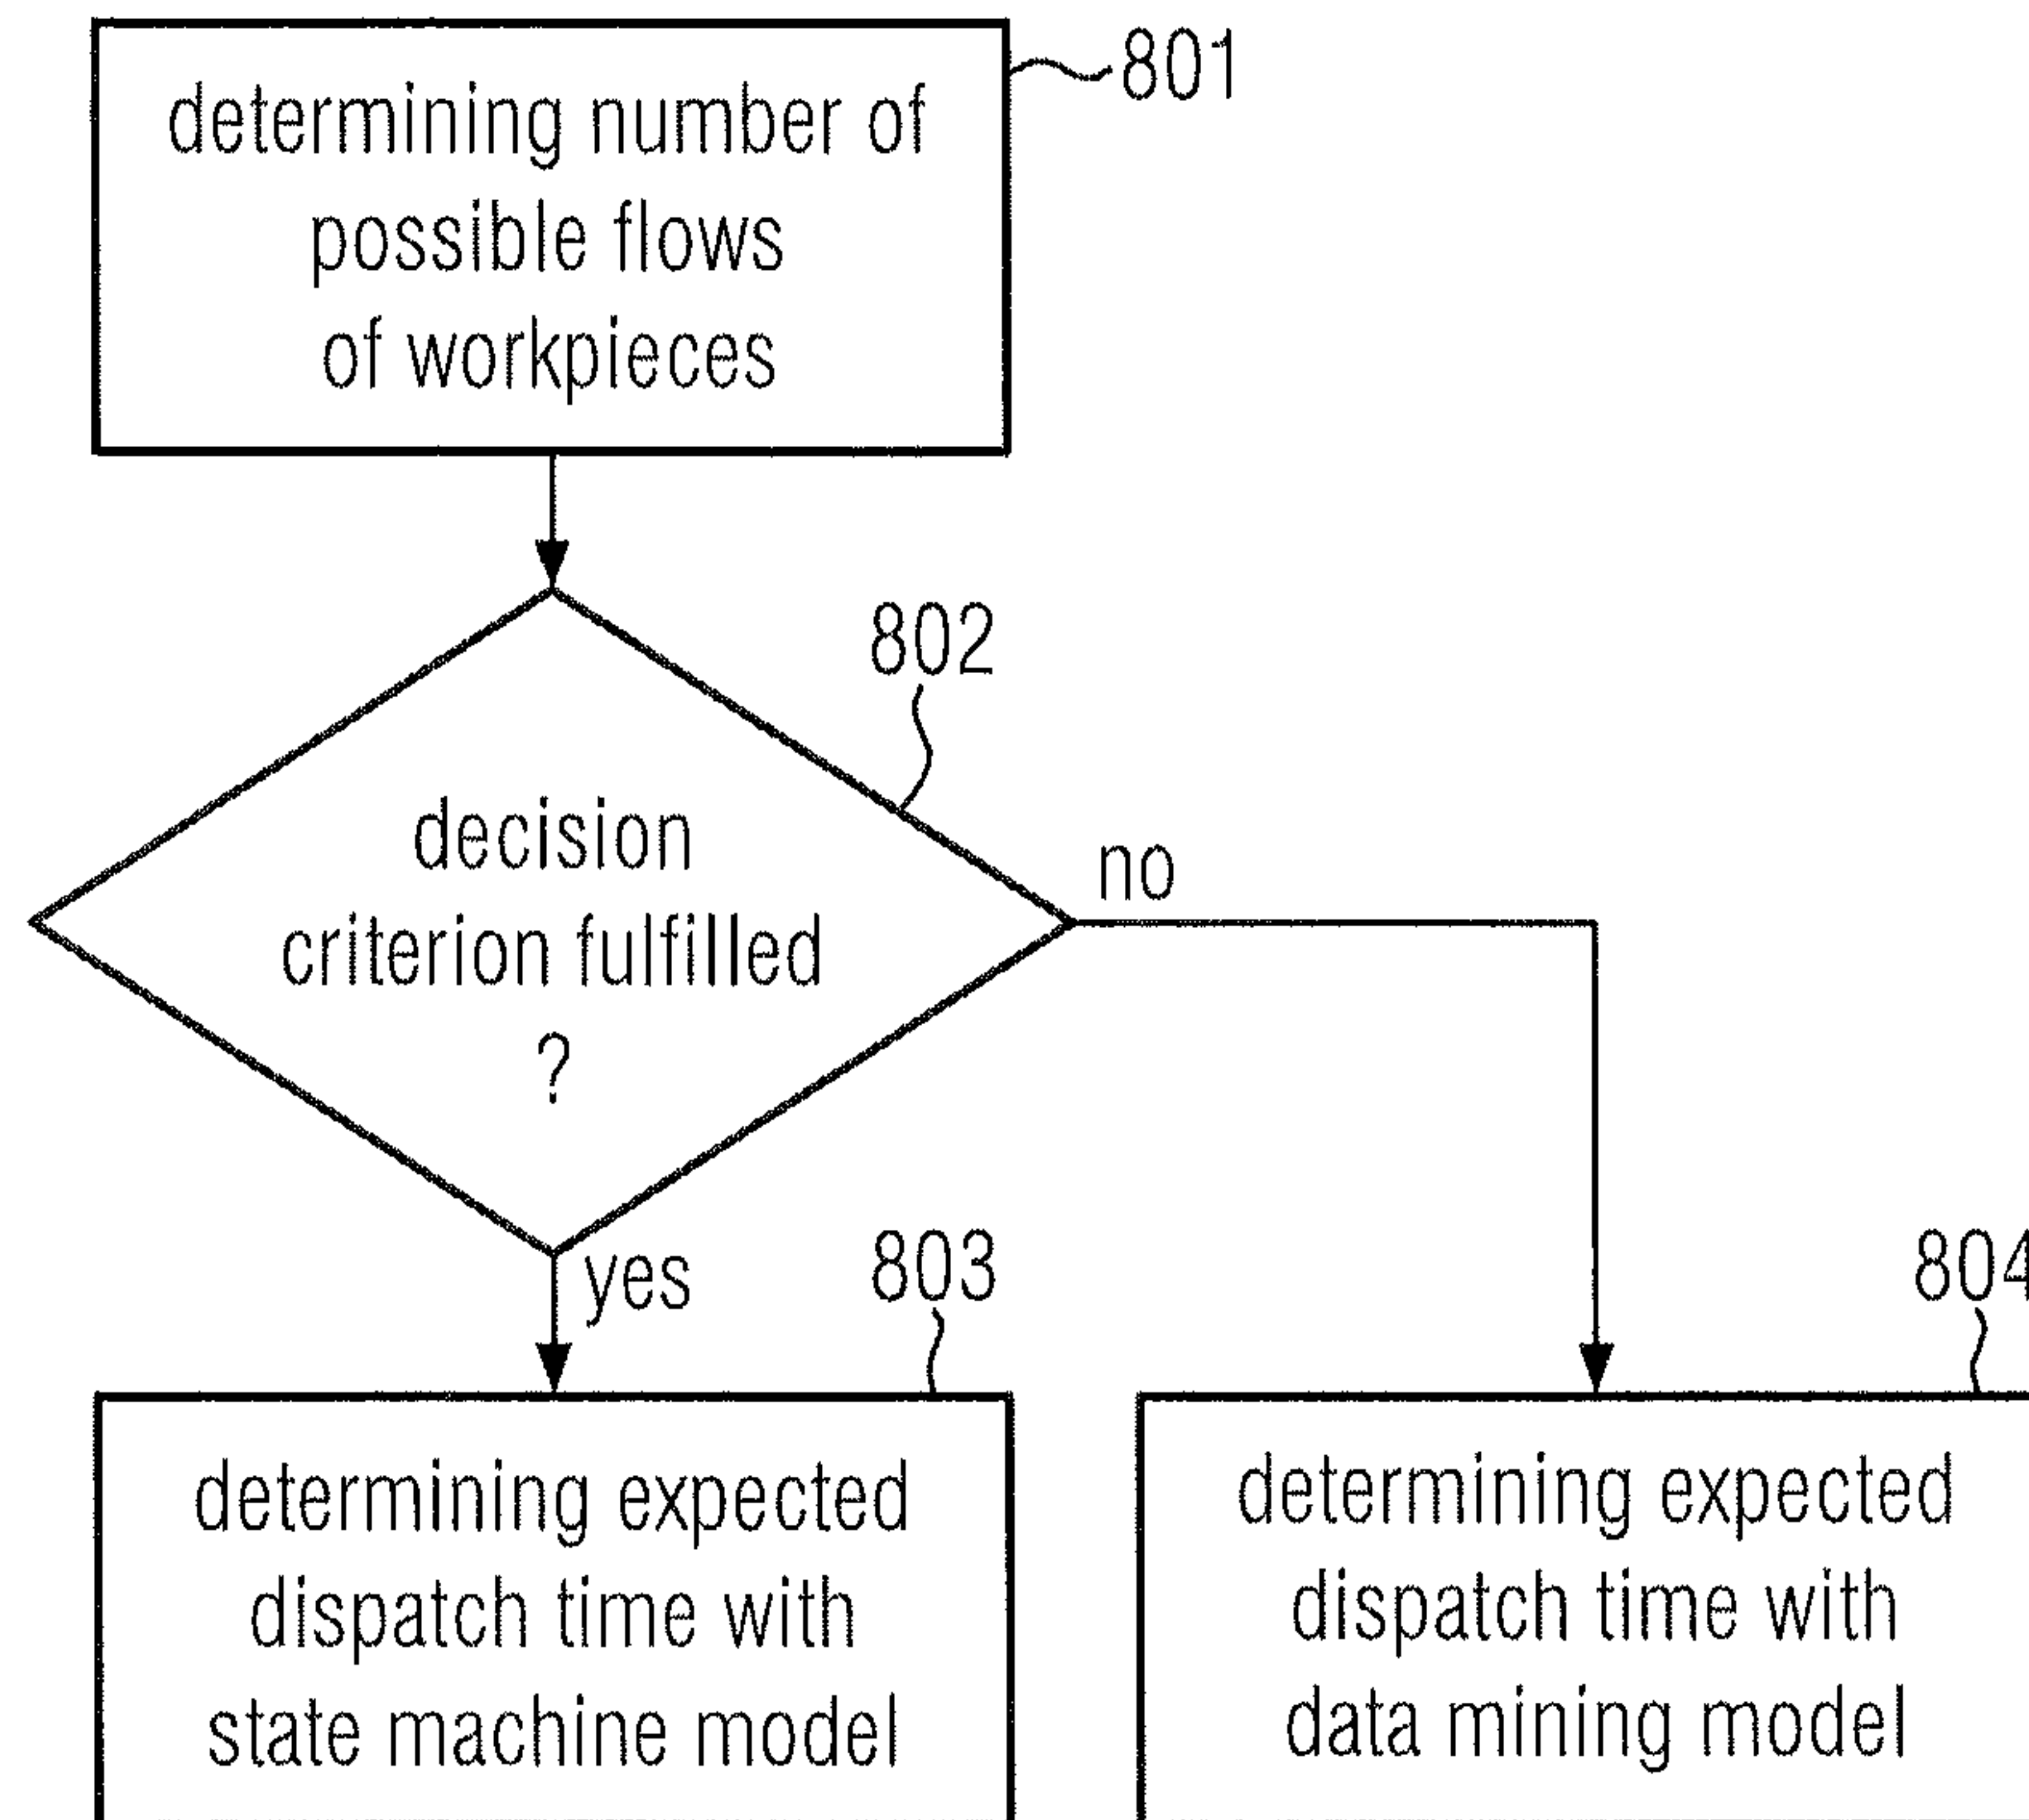 801
determining number of
possible flows
of workpieces
802
decision
criterion fulfilled
?
no
yes
803
804
determining expected
dispatch time with
state machine model
determining expected
dispatch time with
data mining model